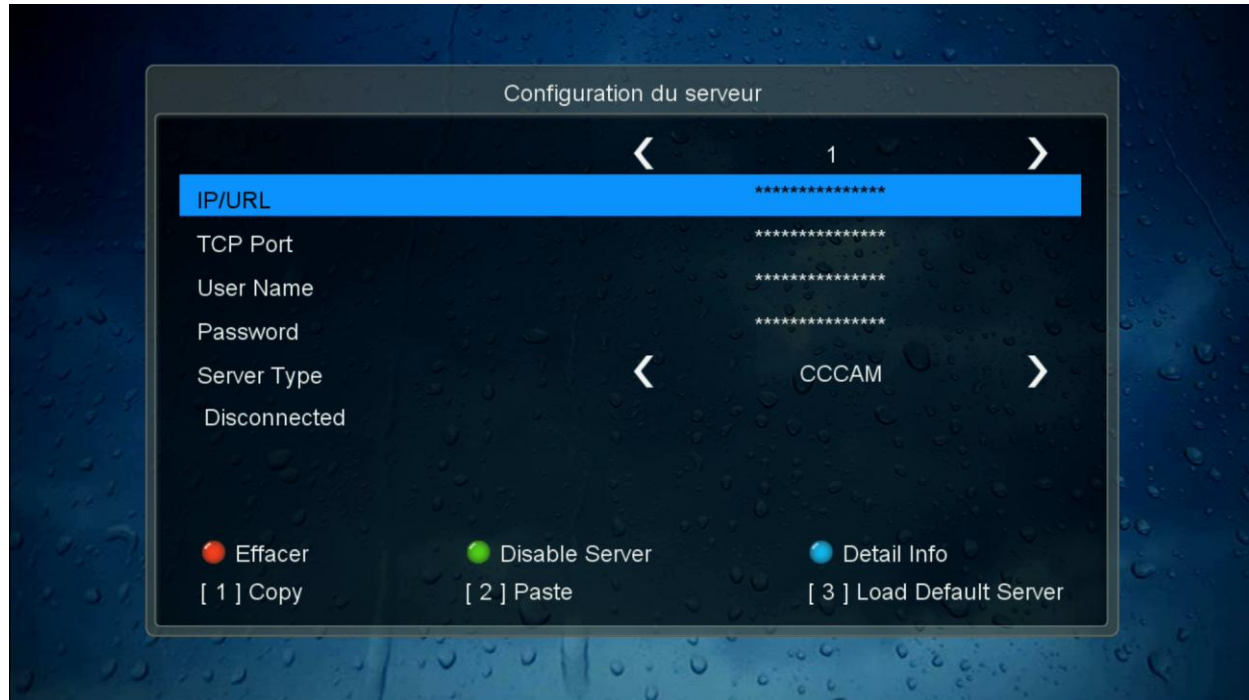 Configuration du serveur
1
IP/URL ***************
TCP Port ***************
User Name ***************
Password ***************
Server Type CCCAM
Disconnected
Effacer Disable Server Detail Info
[ 1 ] Copy [ 2 ] Paste [ 3 ] Load Default Server